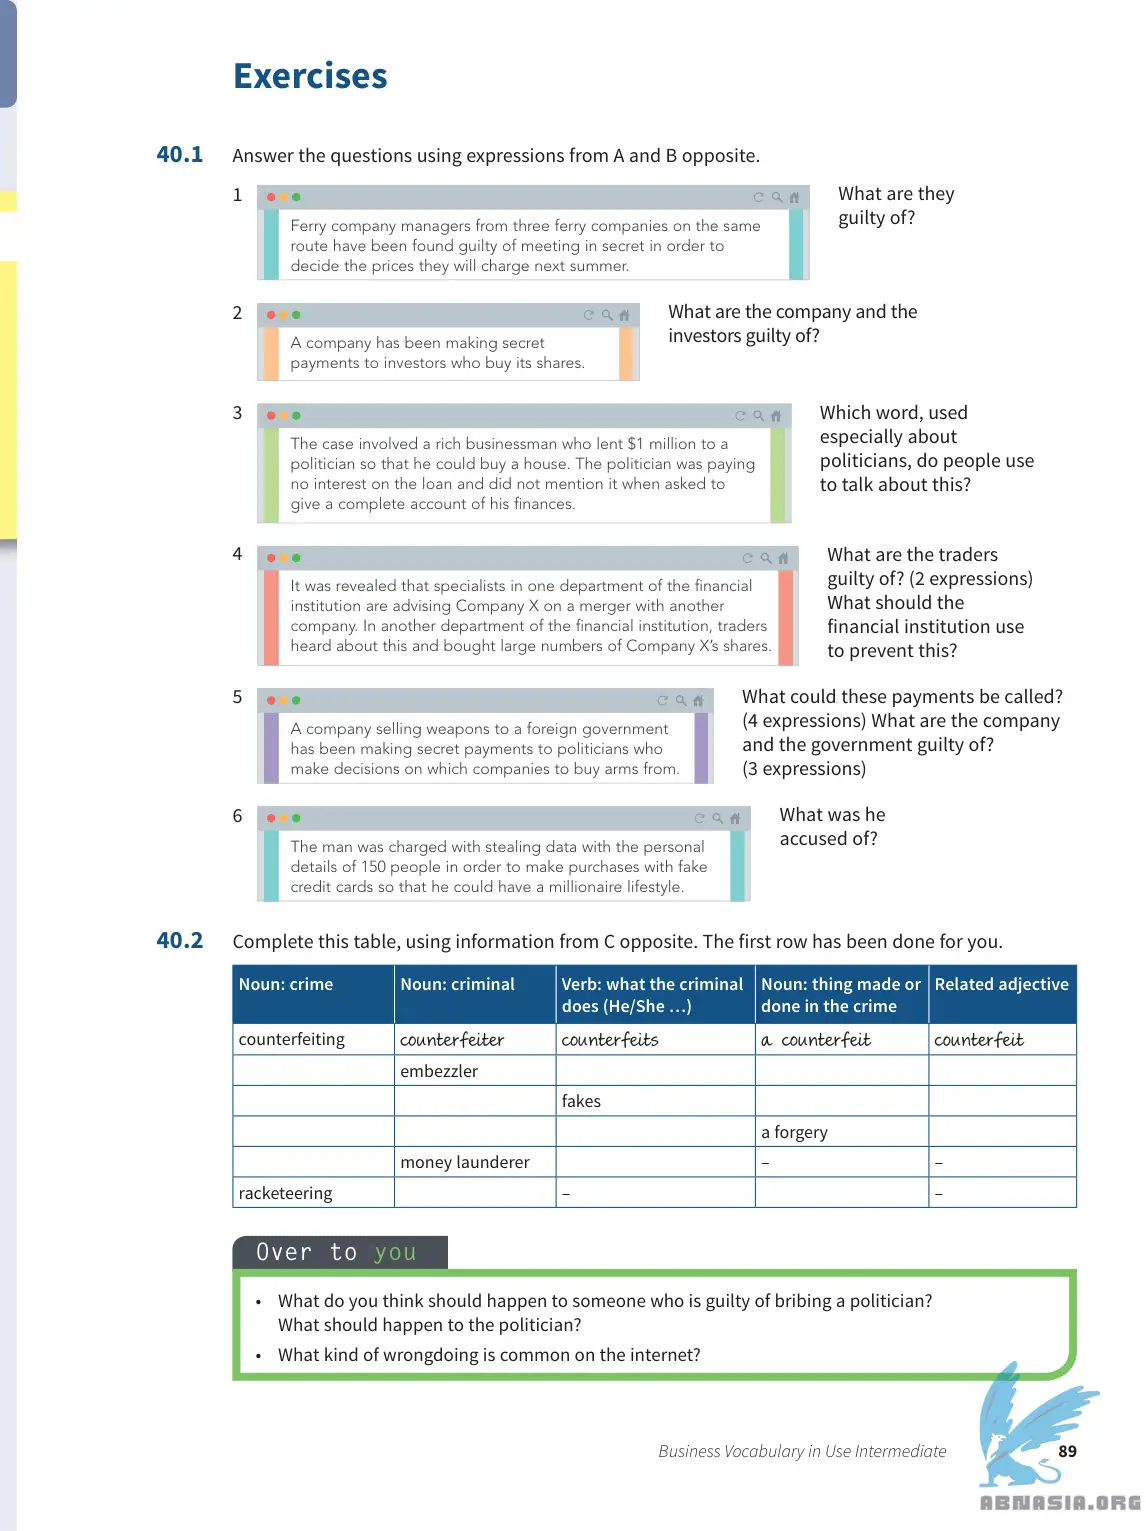 Exercises
40.1 Answer the questions using expressions from A and B opposite.
1
Ferry company managers from three ferry companies on the same
route have been found guilty of meeting in secret in order to
decide the prices they will charge next summer.
What are they
guilty of?
2
A company has been making secret
payments to investors who buy its shares.
What are the company and the
investors guilty of?
3
The case involved a rich businessman who lent $1 million to a
politician so that he could buy a house. The politician was paying
no interest on the loan and did not mention it when asked to
give a complete account of his finances.
Which word, used
especially about
politicians, do people use
to talk about this?
4
It was revealed that specialists in one department of the financial
institution are advising Company X on a merger with another
company. In another department of the financial institution, traders
heard about this and bought large numbers of Company X's shares.
What are the traders
guilty of? (2 expressions)
What should the
financial institution use
to prevent this?
5
A company selling weapons to a foreign government
has been making secret payments to politicians who
make decisions on which companies to buy arms from.
What could these payments be called?
(4 expressions) What are the company
and the government guilty of?
(3 expressions)
6
The man was charged with stealing data with the personal
details of 150 people in order to make purchases with fake
credit cards so that he could have a millionaire lifestyle.
What was he
accused of?
40.2 Complete this table, using information from C opposite. The first row has been done for you.
Noun: crime
Noun: criminal
Verb: what the criminal
does (He/She …)
Noun: thing made or
done in the crime
Related adjective
counterfeiting counterfeiter counterfeits a counterfeit counterfeit
embezzler
fakes
a forgery
money launderer – –
racketeering – –
Over to you
• What do you think should happen to someone who is guilty of bribing a politician?
What should happen to the politician?
• What kind of wrongdoing is common on the internet?
Business Vocabulary in Use Intermediate 89
ABNASIA.ORG